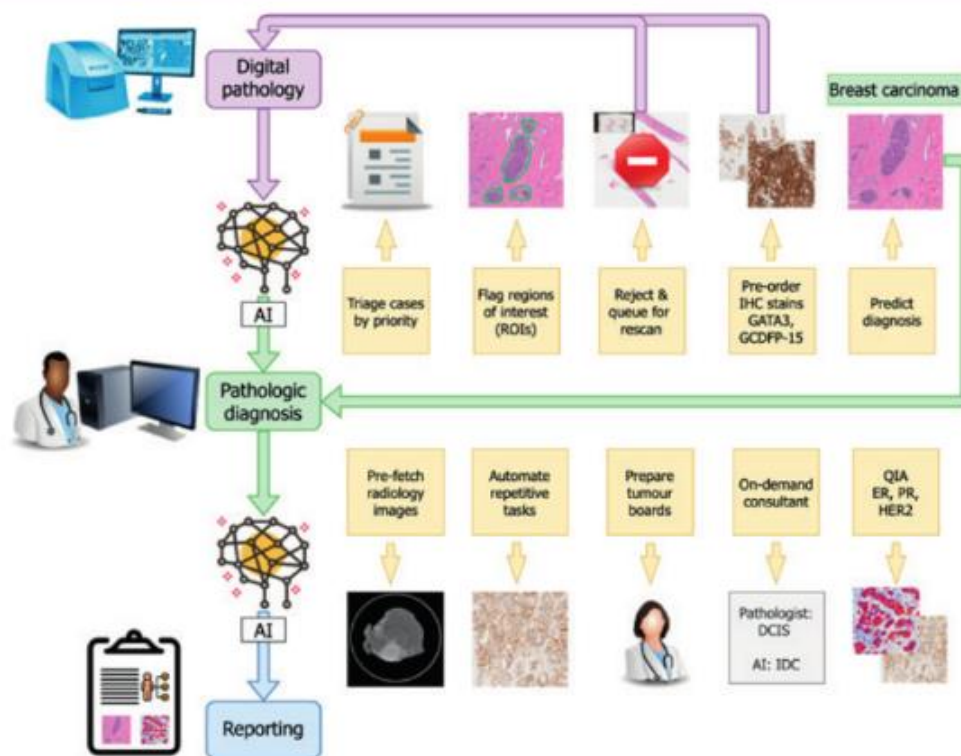 Digital
pathology
Breast carcinoma
Triage cases
by priority
Flag regions
of interest
(ROIs)
Reject &
queue for
rescan
Pre-order
IHC stains
GATA3,
GCDFP-15
Predict
diagnosis
AI
Pathologic
diagnosis
Pre-fetch
radiology
images
Automate
repetitive
tasks
Prepare
tumour
boards
On-demand
consultant
QIA
ER, PR,
HER2
AI
Pathologist:
DCIS
AI: IDC
Reporting